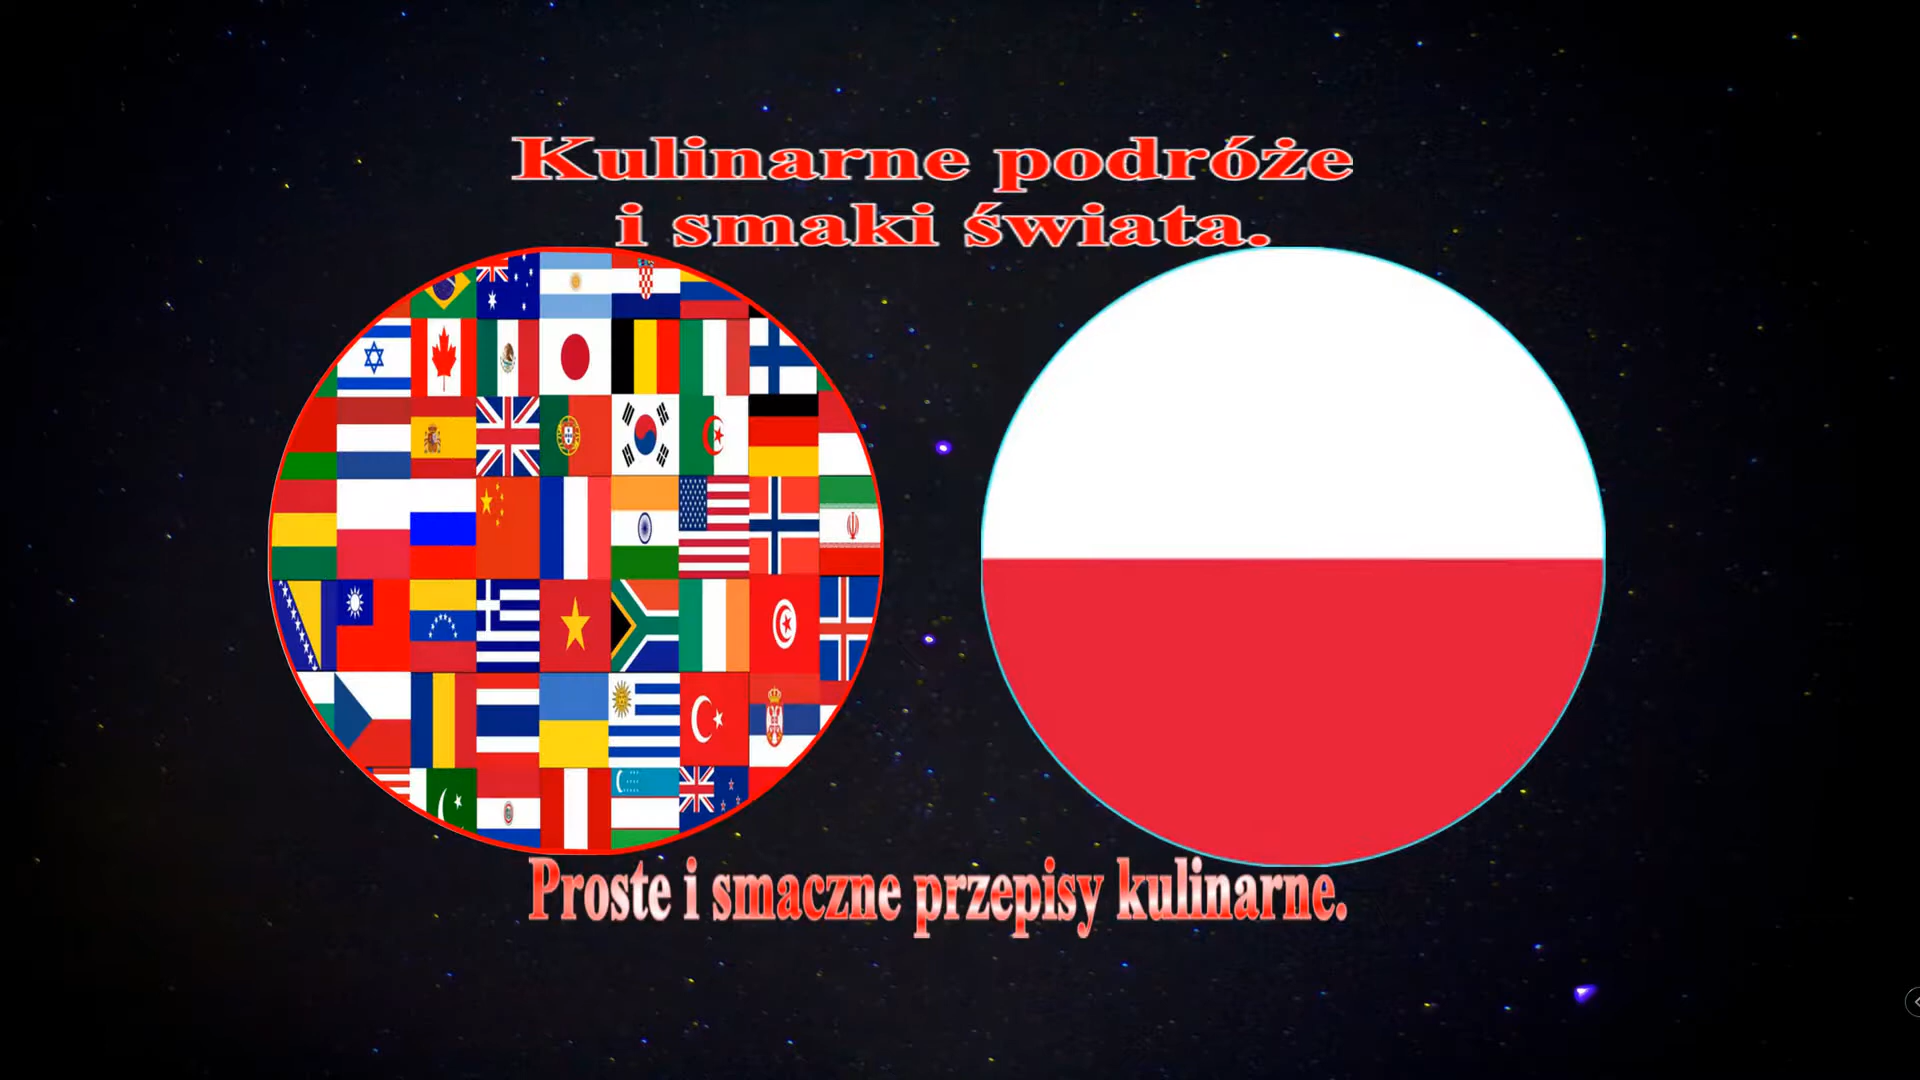 Kulinarne podróże
i smaki świata.
Proste i smaczne przepisy kulinarne.